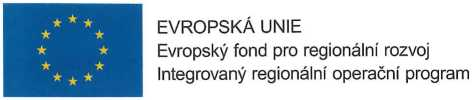 EVROPSKÁ UNIE
Evropský fond pro regionální rozvoj
Integrovaný regionální operační program